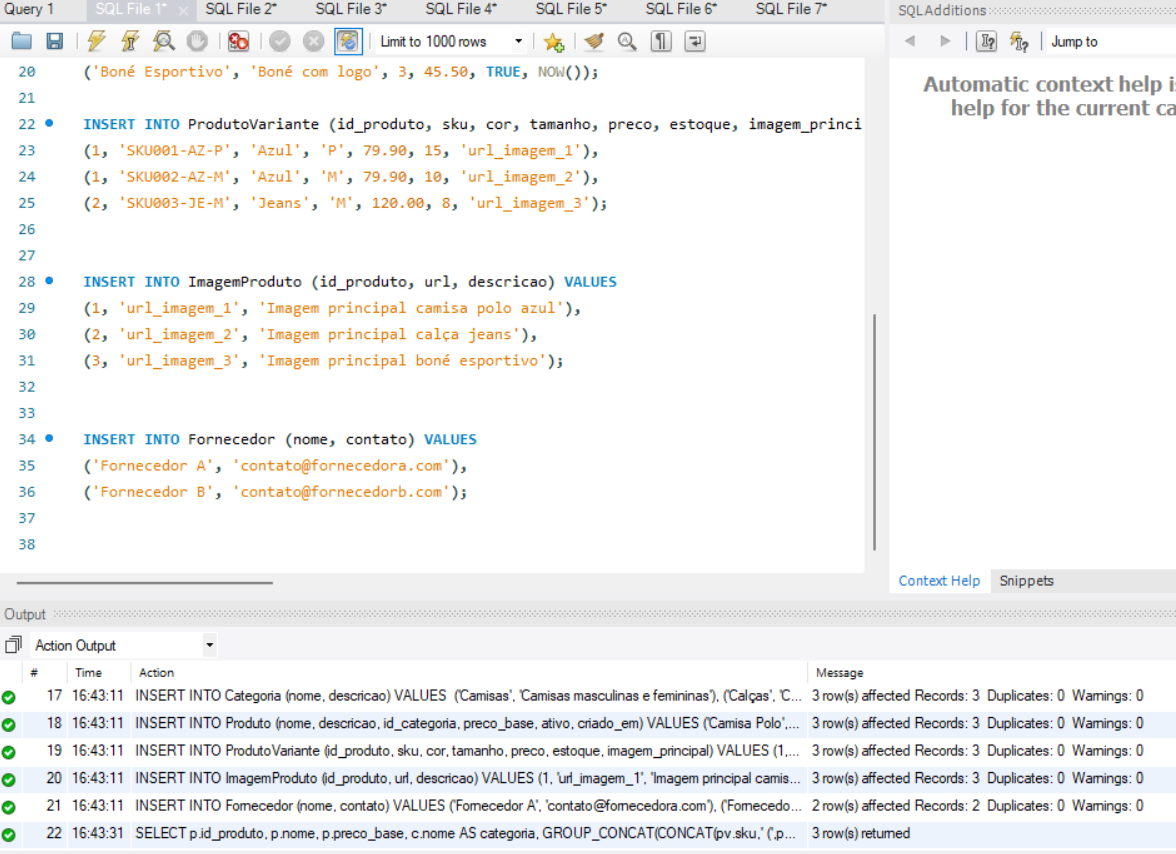 Query 1 SQL File 1* × SQL File 2* SQL File 3* SQL File 4* SQL File 5* SQL File 6* SQL File 7* SQLAdditions
Limit to 1000 rows Jump to
Automatic context help i
help for the current ca
20 ('Boné Esportivo', 'Boné com logo', 3, 45.50, TRUE, NOW());
21
22 INSERT INTO ProdutoVariante (id_produto, sku, cor, tamanho, preco, estoque, imagem_princi
23 (1, 'SKU001-AZ-P', 'Azul', 'P', 79.90, 15, 'url_imagem_1'),
24 (1, 'SKU002-AZ-M', 'Azul', 'M', 79.90, 10, 'url_imagem_2'),
25 (2, 'SKU003-JE-M', 'Jeans', 'M', 120.00, 8, 'url_imagem_3');
26
27
28 INSERT INTO ImagemProduto (id_produto, url, descricao) VALUES
29 (1, 'url_imagem_1', 'Imagem principal camisa polo azul'),
30 (2, 'url_imagem_2', 'Imagem principal calça jeans'),
31 (3, 'url_imagem_3', 'Imagem principal boné esportivo');
32
33
34 INSERT INTO Fornecedor (nome, contato) VALUES
35 ('Fornecedor A', 'contato@fornecedora.com'),
36 ('Fornecedor B', 'contato@fornecedorb.com');
37
38
Context Help Snippets
Output
Action Output
# Time Action Message
17 16:43:11 INSERT INTO Categoria (nome, descricao) VALUES ('Camisas', 'Camisas masculinas e femininas'), ('Calças', 'C... 3 row(s) affected Records: 3 Duplicates: 0 Warnings: 0
18 16:43:11 INSERT INTO Produto (nome, descricao, id_categoria, preco_base, ativo, criado_em) VALUES ('Camisa Polo',... 3 row(s) affected Records: 3 Duplicates: 0 Warnings: 0
19 16:43:11 INSERT INTO ProdutoVariante (id_produto, sku, cor, tamanho, preco, estoque, imagem_principal) VALUES (1,... 3 row(s) affected Records: 3 Duplicates: 0 Warnings: 0
20 16:43:11 INSERT INTO ImagemProduto (id_produto, url, descricao) VALUES (1, 'url_imagem_1', 'Imagem principal camis... 3 row(s) affected Records: 3 Duplicates: 0 Warnings: 0
21 16:43:11 INSERT INTO Fornecedor (nome, contato) VALUES ('Fornecedor A', 'contato@fornecedora.com'), ('Fornecedo... 2 row(s) affected Records: 2 Duplicates: 0 Warnings: 0
22 16:43:31 SELECT p.id_produto, p.nome, p.preco_base, c.nome AS categoria, GROUP_CONCAT(CONCAT(pv.sku,' (',p... 3 row(s) returned